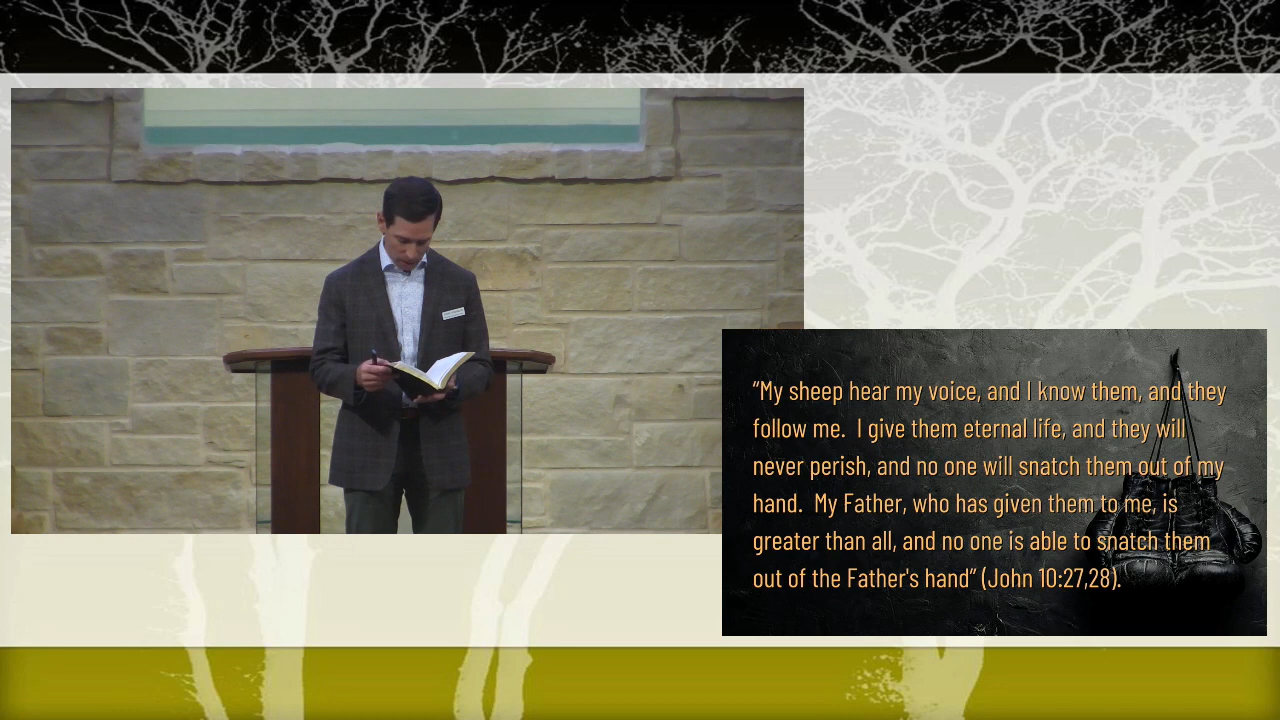 “My sheep hear my voice, and I know them, and they
follow me.  I give them eternal life, and they will
never perish, and no one will snatch them out of my
hand.  My Father, who has given them to me, is
greater than all, and no one is able to snatch them
out of the Father's hand” (John 10:27,28).